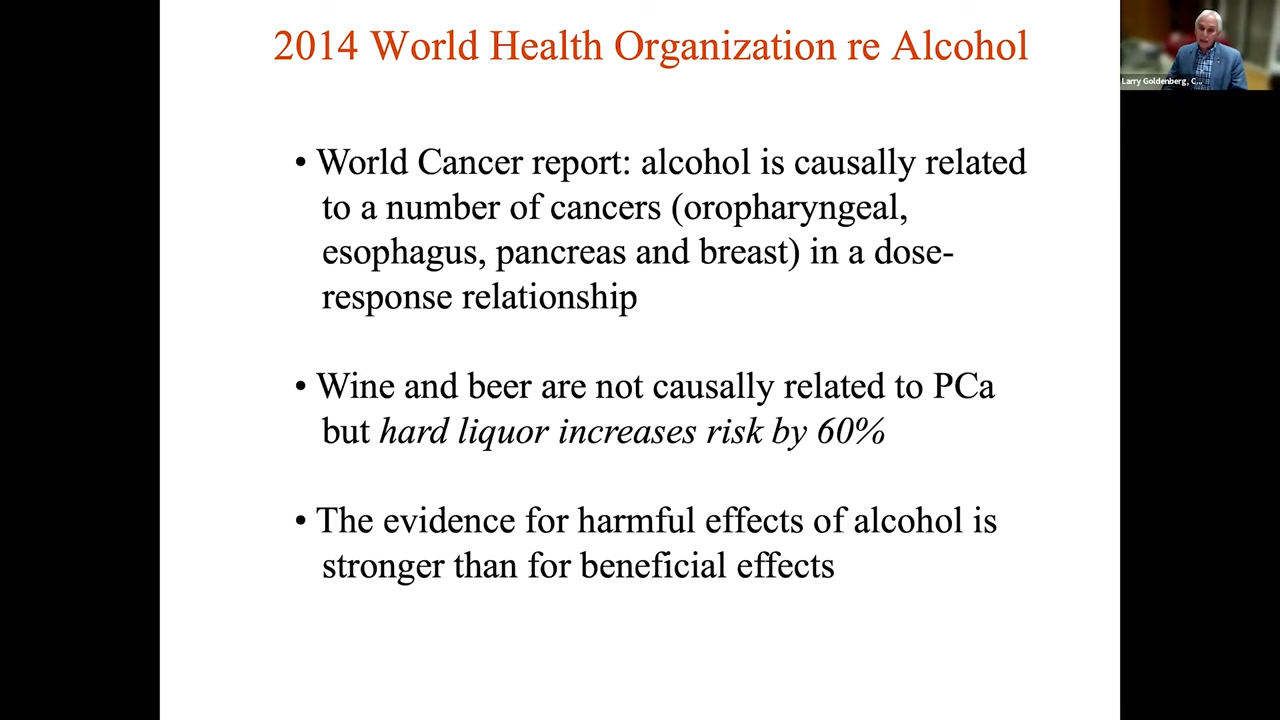 2014 World Health Organization re Alcohol
Larry Goldenberg, C...
• World Cancer report: alcohol is causally related
to a number of cancers (oropharyngeal,
esophagus, pancreas and breast) in a dose-
response relationship
• Wine and beer are not causally related to PCa
but hard liquor increases risk by 60%
• The evidence for harmful effects of alcohol is
stronger than for beneficial effects